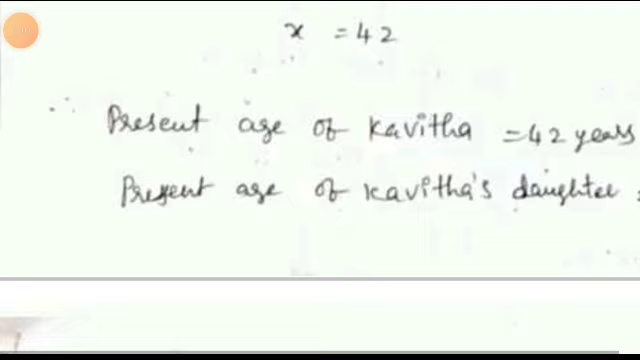 x = 42
∴ Present age of Kavitha = 42 years
Present age of Kavitha's daughter =